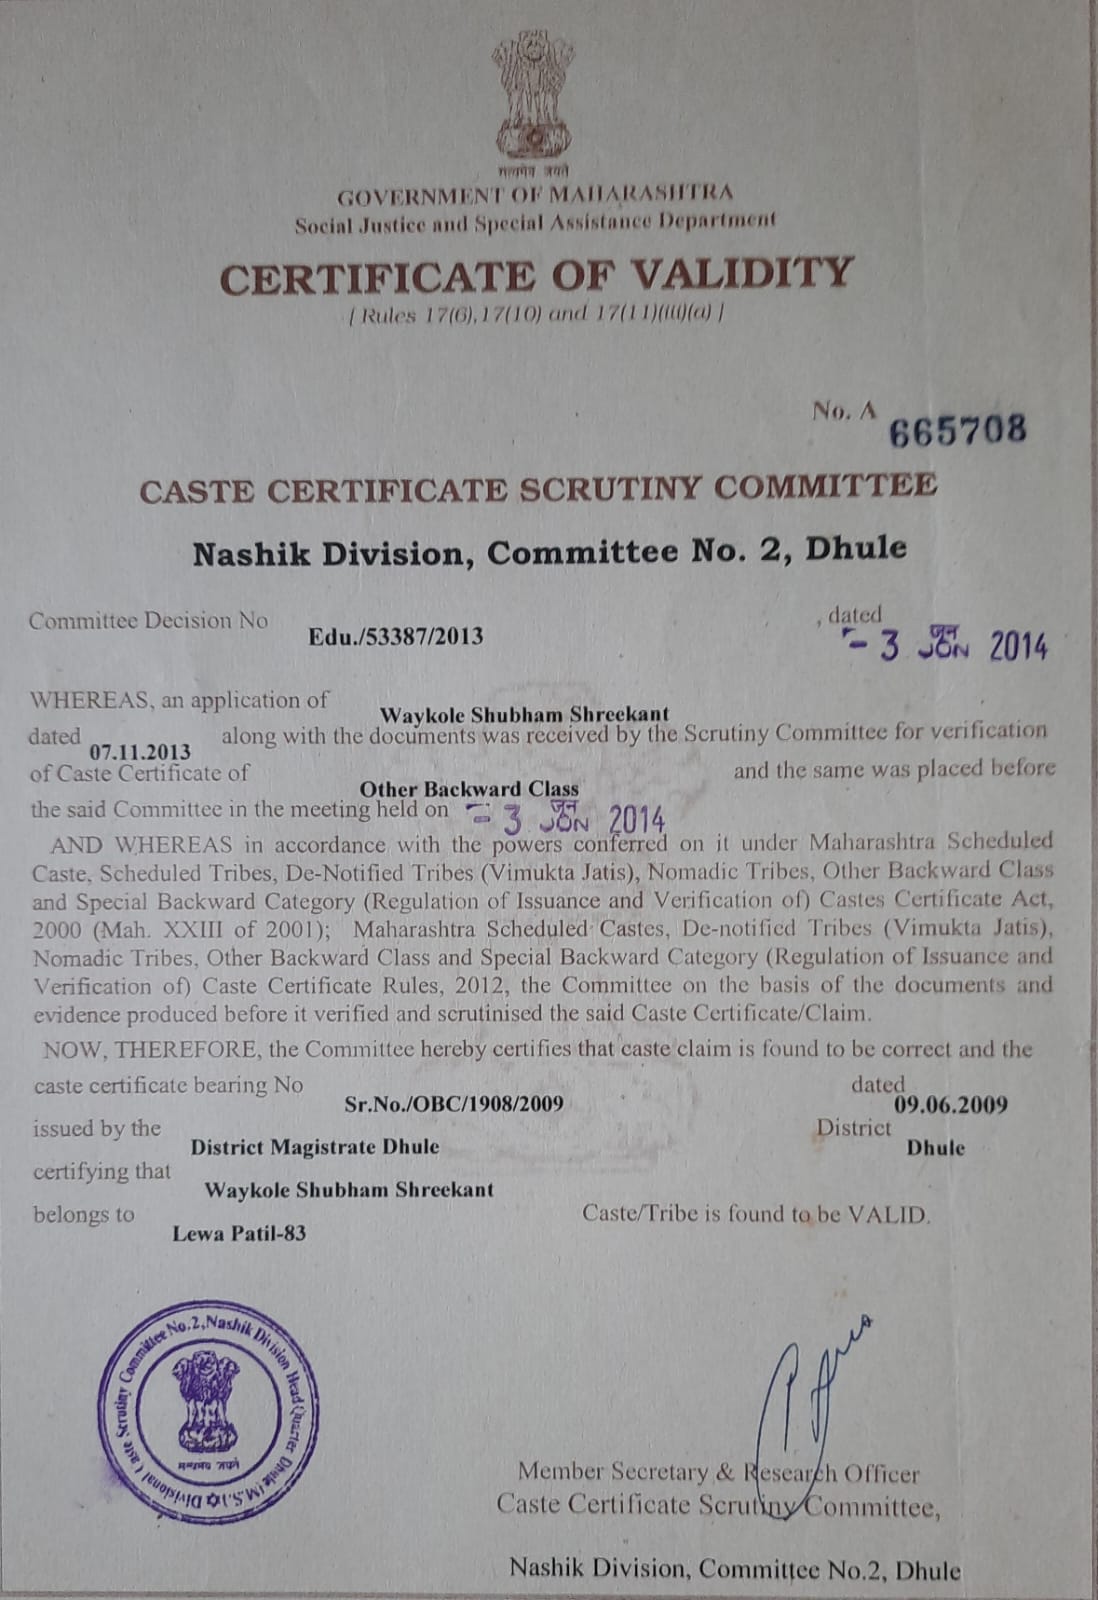 सत्यमेव जयते
GOVERNMENT OF MAHARASHTRA
Social Justice and Special Assistance Department
CERTIFICATE OF VALIDITY
[ Rules 17(6),17(10) and 17(11)(iii)(a) ]
No. A 665708
CASTE CERTIFICATE SCRUTINY COMMITTEE
Nashik Division, Committee No. 2, Dhule
Committee Decision No Edu./53387/2013 , dated - 3 जून JUN 2014
WHEREAS, an application of Waykole Shubham Shreekant
dated 07.11.2013 along with the documents was received by the Scrutiny Committee for verification
of Caste Certificate of Other Backward Class and the same was placed before
the said Committee in the meeting held on - 3 जून JUN 2014
AND WHEREAS in accordance with the powers conferred on it under Maharashtra Scheduled
Caste, Scheduled Tribes, De-Notified Tribes (Vimukta Jatis), Nomadic Tribes, Other Backward Class
and Special Backward Category (Regulation of Issuance and Verification of) Castes Certificate Act,
2000 (Mah. XXIII of 2001); Maharashtra Scheduled Castes, De-notified Tribes (Vimukta Jatis),
Nomadic Tribes, Other Backward Class and Special Backward Category (Regulation of Issuance and
Verification of) Caste Certificate Rules, 2012, the Committee on the basis of the documents and
evidence produced before it verified and scrutinised the said Caste Certificate/Claim.
NOW, THEREFORE, the Committee hereby certifies that caste claim is found to be correct and the
caste certificate bearing No Sr.No./OBC/1908/2009 dated 09.06.2009
issued by the District Magistrate Dhule District Dhule
certifying that Waykole Shubham Shreekant
belongs to Lewa Patil-83 Caste/Tribe is found to be VALID.
Divisional Caste Scrutiny Committee No.2, Nashik Division Head Quarter Dhule (M.S.)
सत्यमेव जयते
Member Secretary & Research Officer
Caste Certificate Scrutiny Committee,
Nashik Division, Committee No.2, Dhule